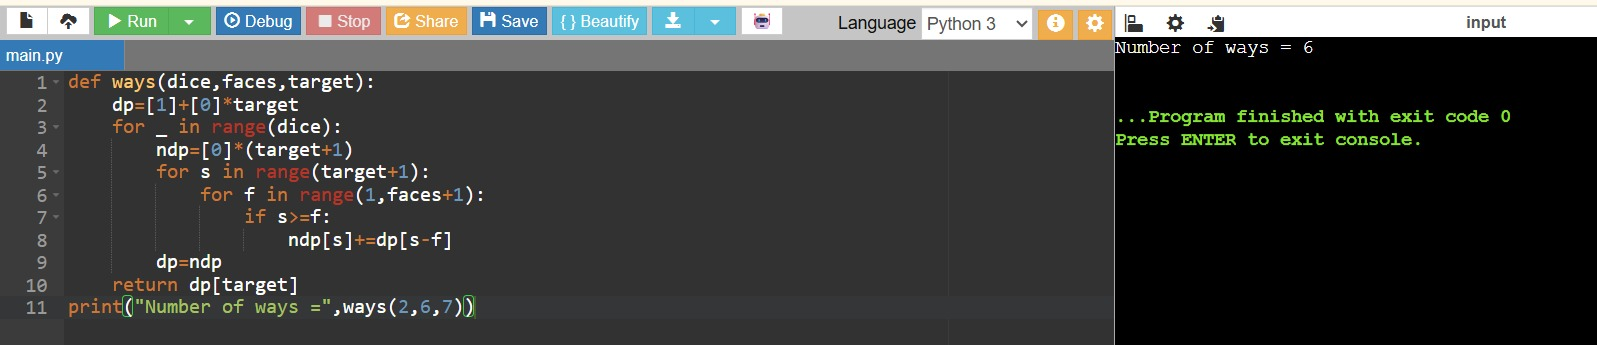 Run Debug Stop Share Save { } Beautify Language Python 3 input
main.py
1 def ways(dice,faces,target):
2     dp=[1]+[0]*target
3     for _ in range(dice):
4         ndp=[0]*(target+1)
5         for s in range(target+1):
6             for f in range(1,faces+1):
7                 if s>=f:
8                     ndp[s]+=dp[s-f]
9         dp=ndp
10     return dp[target]
11 print("Number of ways =",ways(2,6,7))
Number of ways = 6
...Program finished with exit code 0
Press ENTER to exit console.